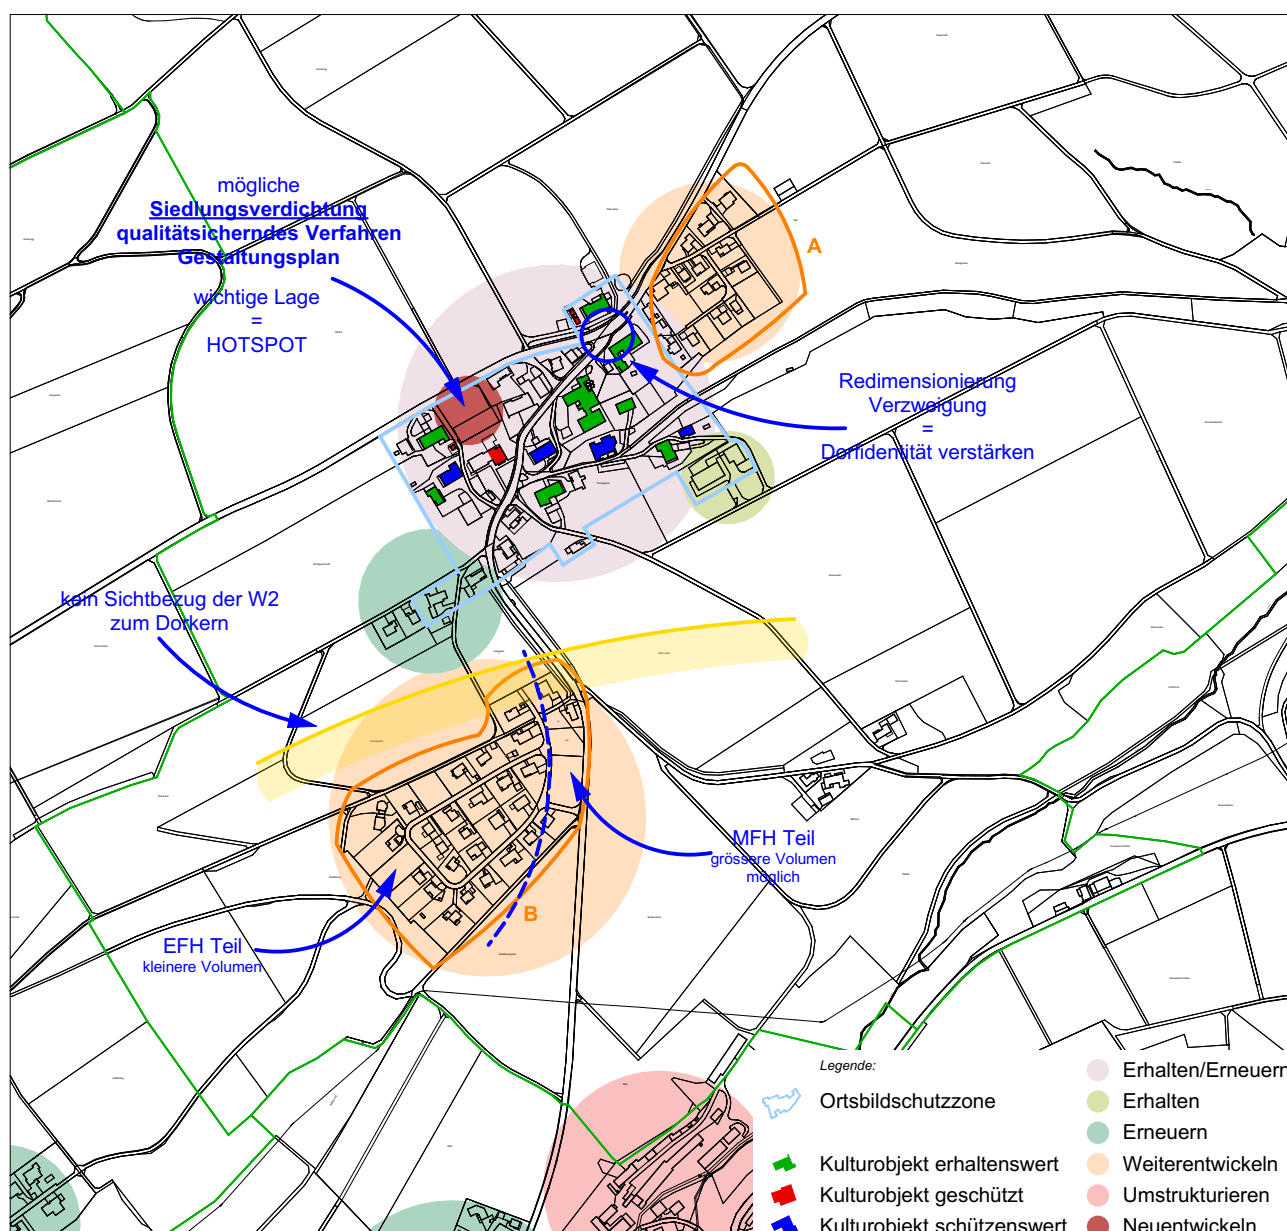 mögliche
Siedlungsverdichtung
qualitätsicherndes Verfahren
Gestaltungsplan
wichtige Lage
=
HOTSPOT
A
Redimensionierung
Verzweigung
=
Dorfidentität verstärken
kein Sichtbezug der W2
zum Dorkern
MFH Teil
grössere Volumen
möglich
B
EFH Teil
kleinere Volumen
Legende:
Ortsbildschutzzone
Kulturobjekt erhaltenswert
Kulturobjekt geschützt
Kulturobjekt schützenswert
Erhalten/Erneuern
Erhalten
Erneuern
Weiterentwickeln
Umstrukturieren
Neuentwickeln